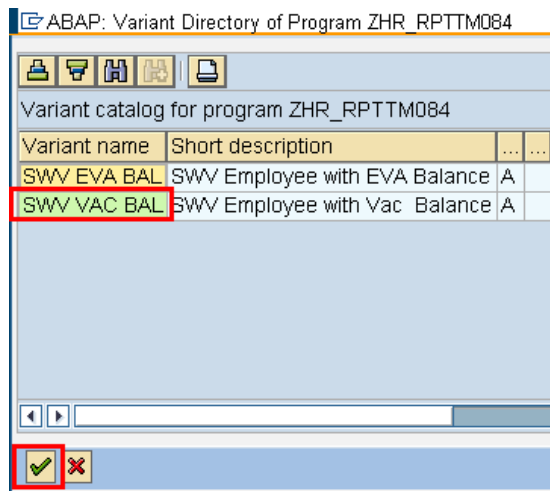 ABAP: Variant Directory of Program ZHR_RPTTM084
Variant catalog for program ZHR_RPTTM084
Variant name Short description ... ...
SWV EVA BAL SWV Employee with EVA Balance A
SWV VAC BAL SWV Employee with Vac Balance A